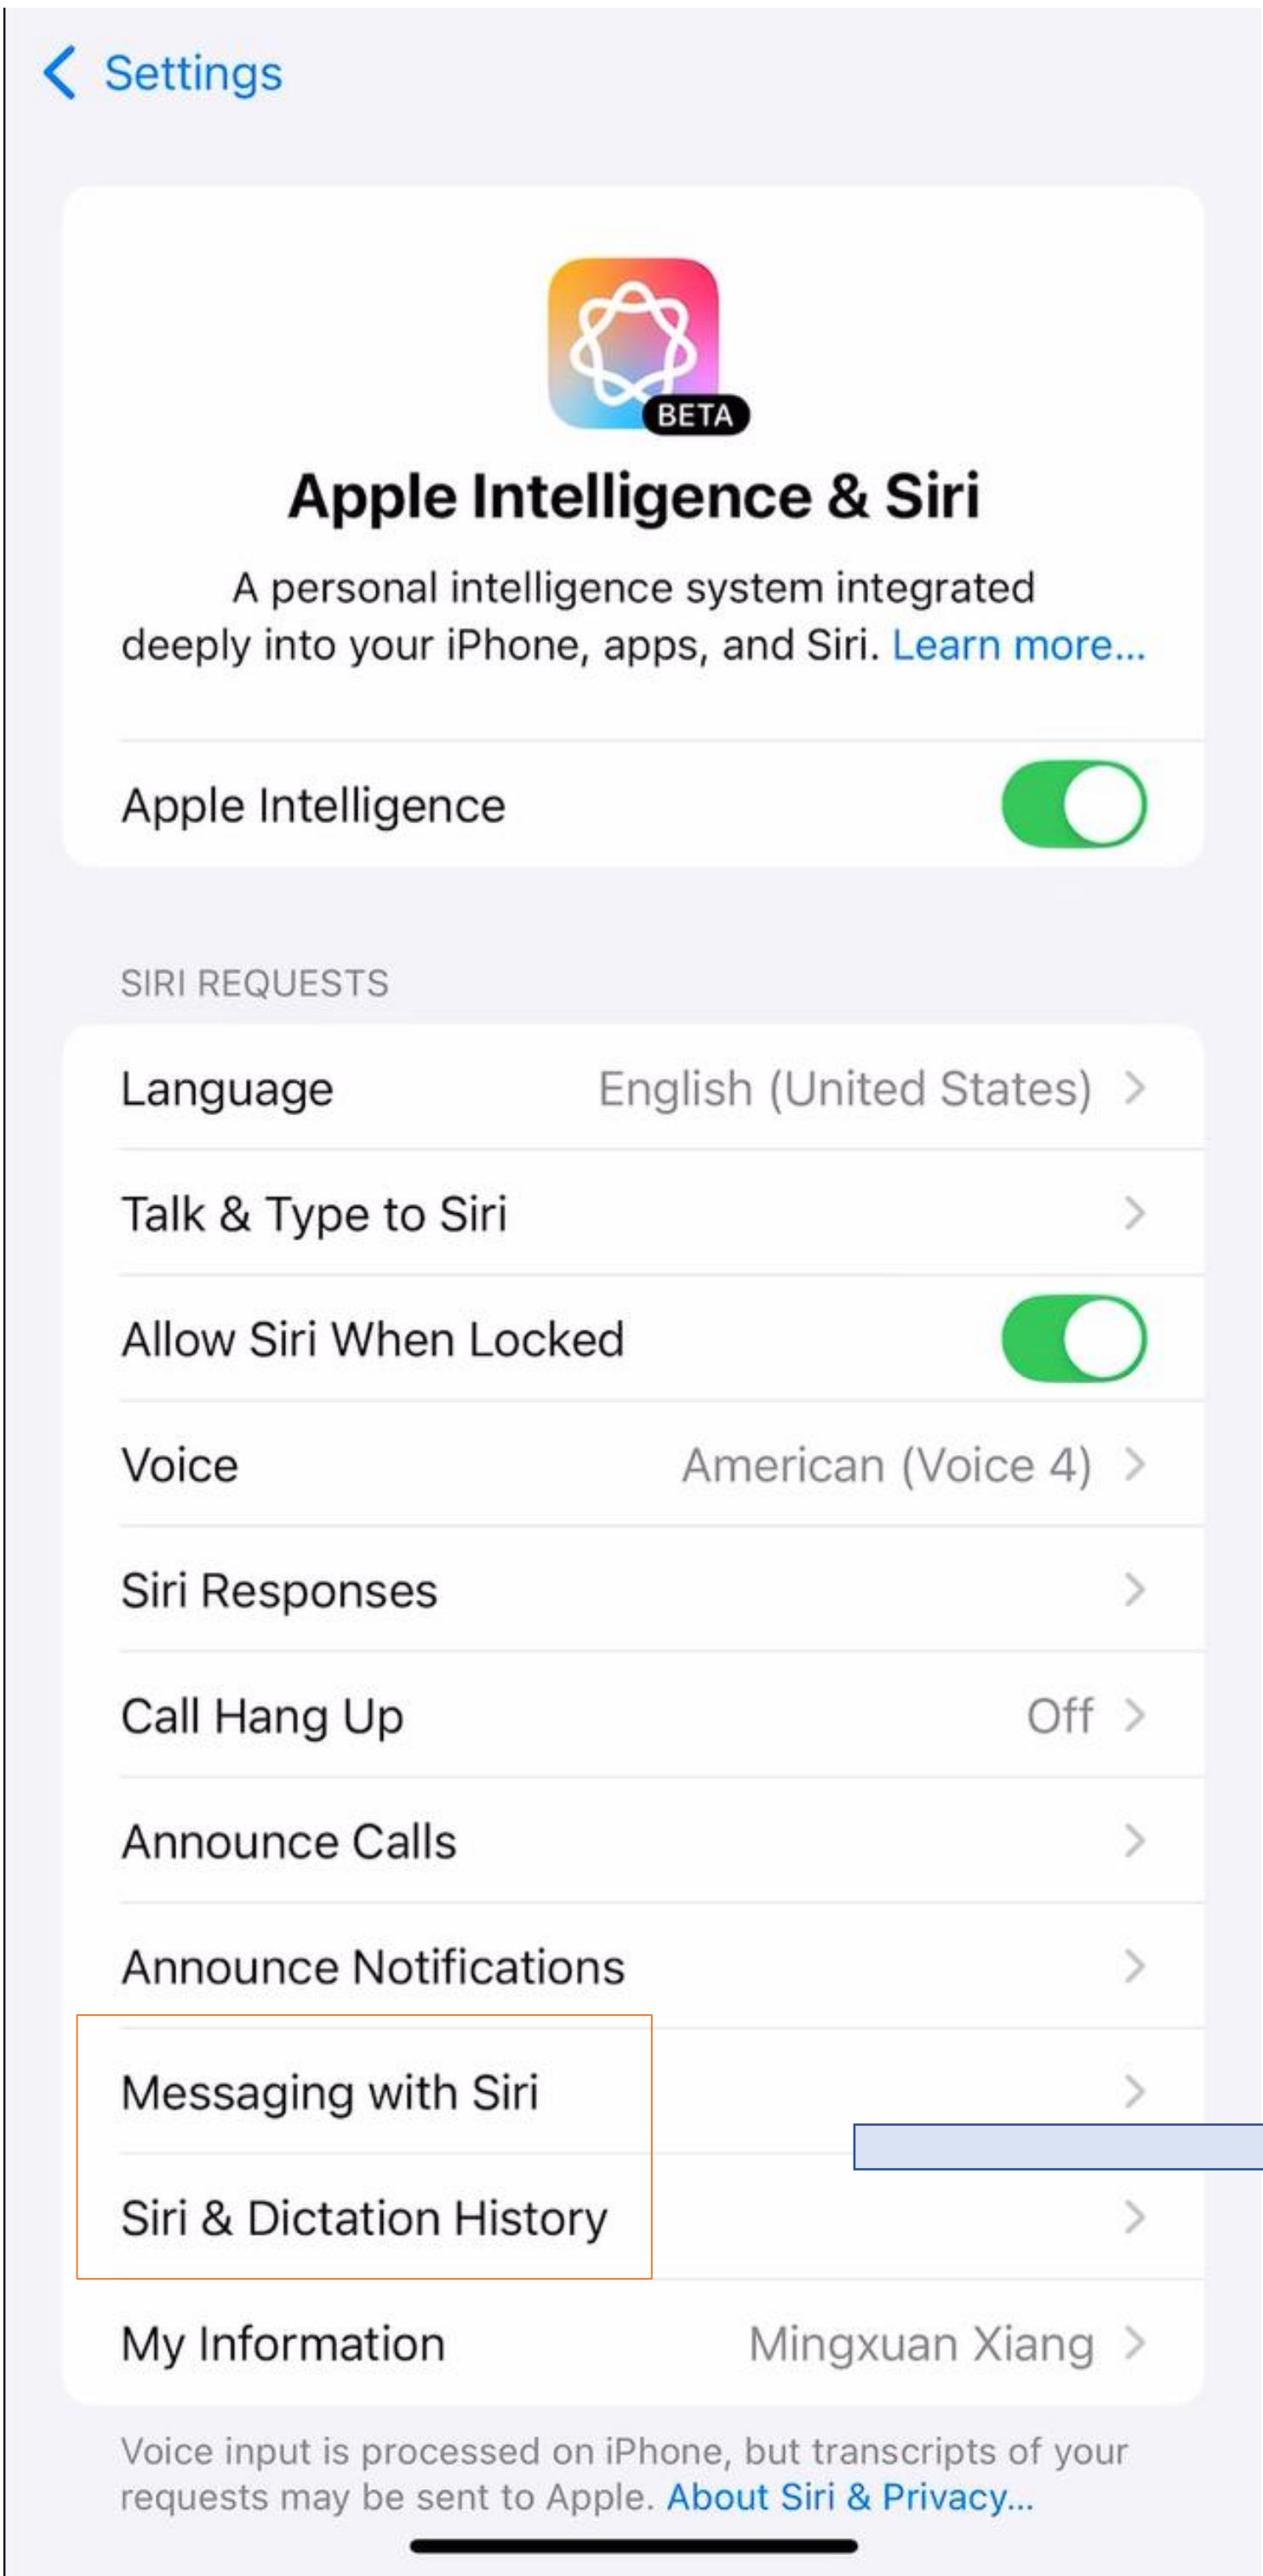 Settings
BETA
Apple Intelligence & Siri
A personal intelligence system integrated
deeply into your iPhone, apps, and Siri. Learn more...
Apple Intelligence
SIRI REQUESTS
Language English (United States)
Talk & Type to Siri
Allow Siri When Locked
Voice American (Voice 4)
Siri Responses
Call Hang Up Off
Announce Calls
Announce Notifications
Messaging with Siri
Siri & Dictation History
My Information Mingxuan Xiang
Voice input is processed on iPhone, but transcripts of your
requests may be sent to Apple. About Siri & Privacy...